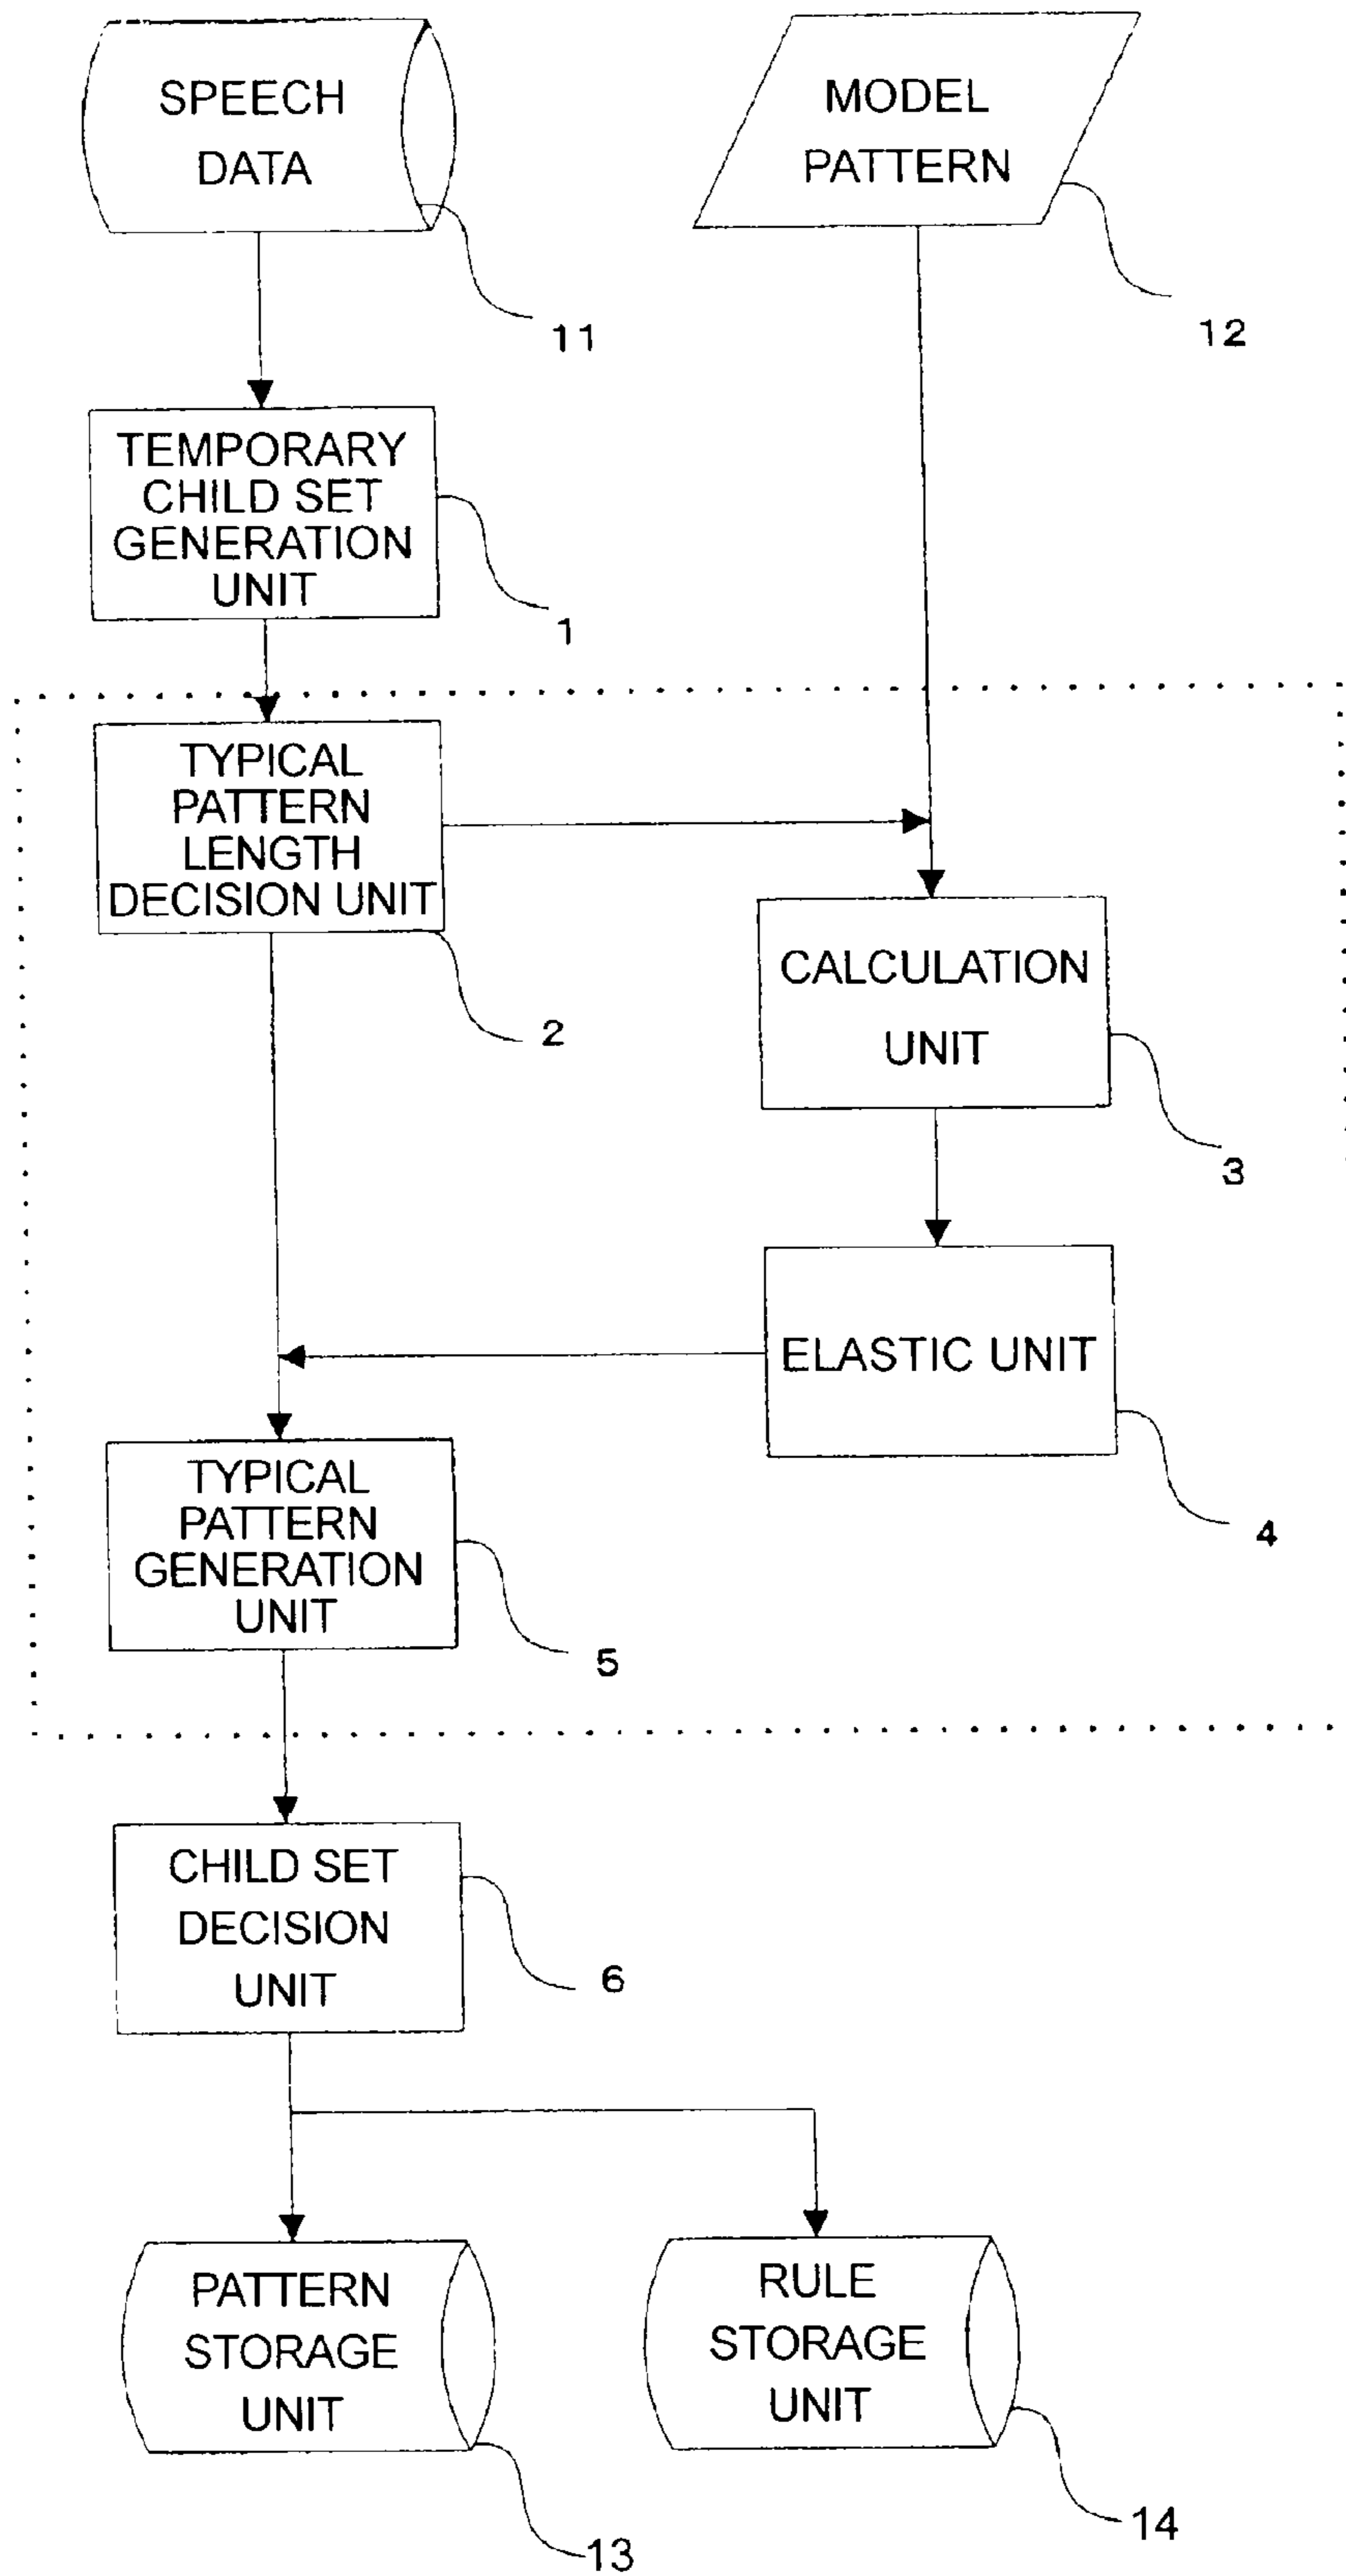 SPEECH
DATA
11
MODEL
PATTERN
12
TEMPORARY
CHILD SET
GENERATION
UNIT
1
TYPICAL
PATTERN
LENGTH
DECISION UNIT
2
CALCULATION
UNIT
3
ELASTIC UNIT
4
TYPICAL
PATTERN
GENERATION
UNIT
5
CHILD SET
DECISION
UNIT
6
PATTERN
STORAGE
UNIT
13
RULE
STORAGE
UNIT
14